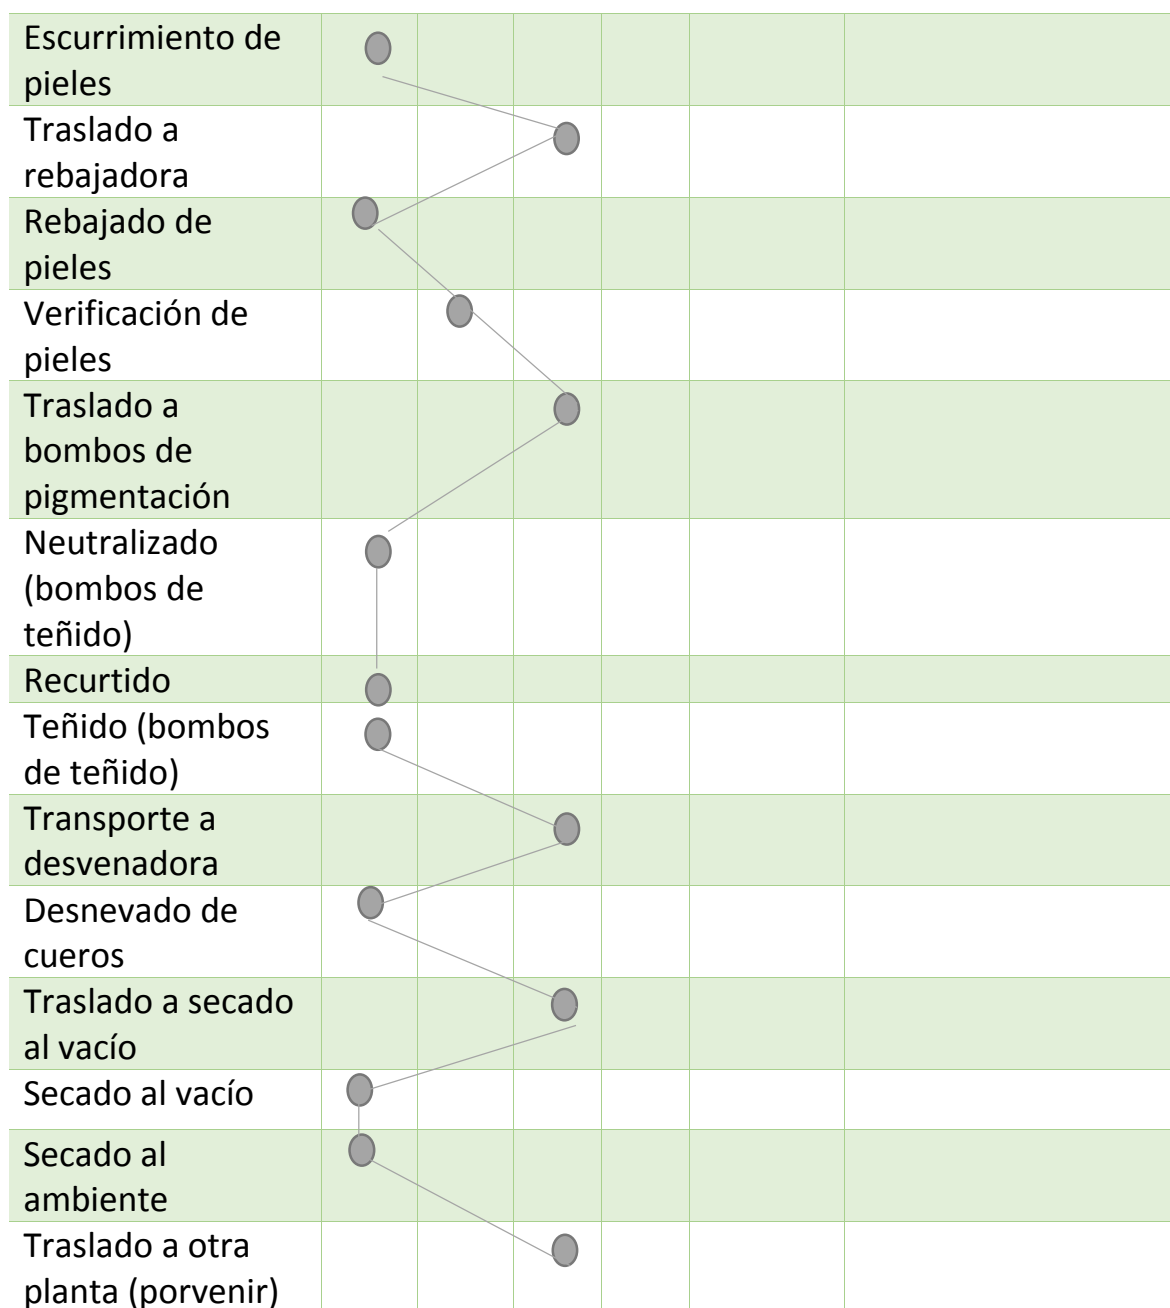 Escurrimiento de
pieles
Traslado a
rebajadora
Rebajado de
pieles
Verificación de
pieles
Traslado a
bombos de
pigmentación
Neutralizado
(bombos de
teñido)
Recurtido
Teñido (bombos
de teñido)
Transporte a
desvenadora
Desnevado de
cueros
Traslado a secado
al vacío
Secado al vacío
Secado al
ambiente
Traslado a otra
planta (porvenir)